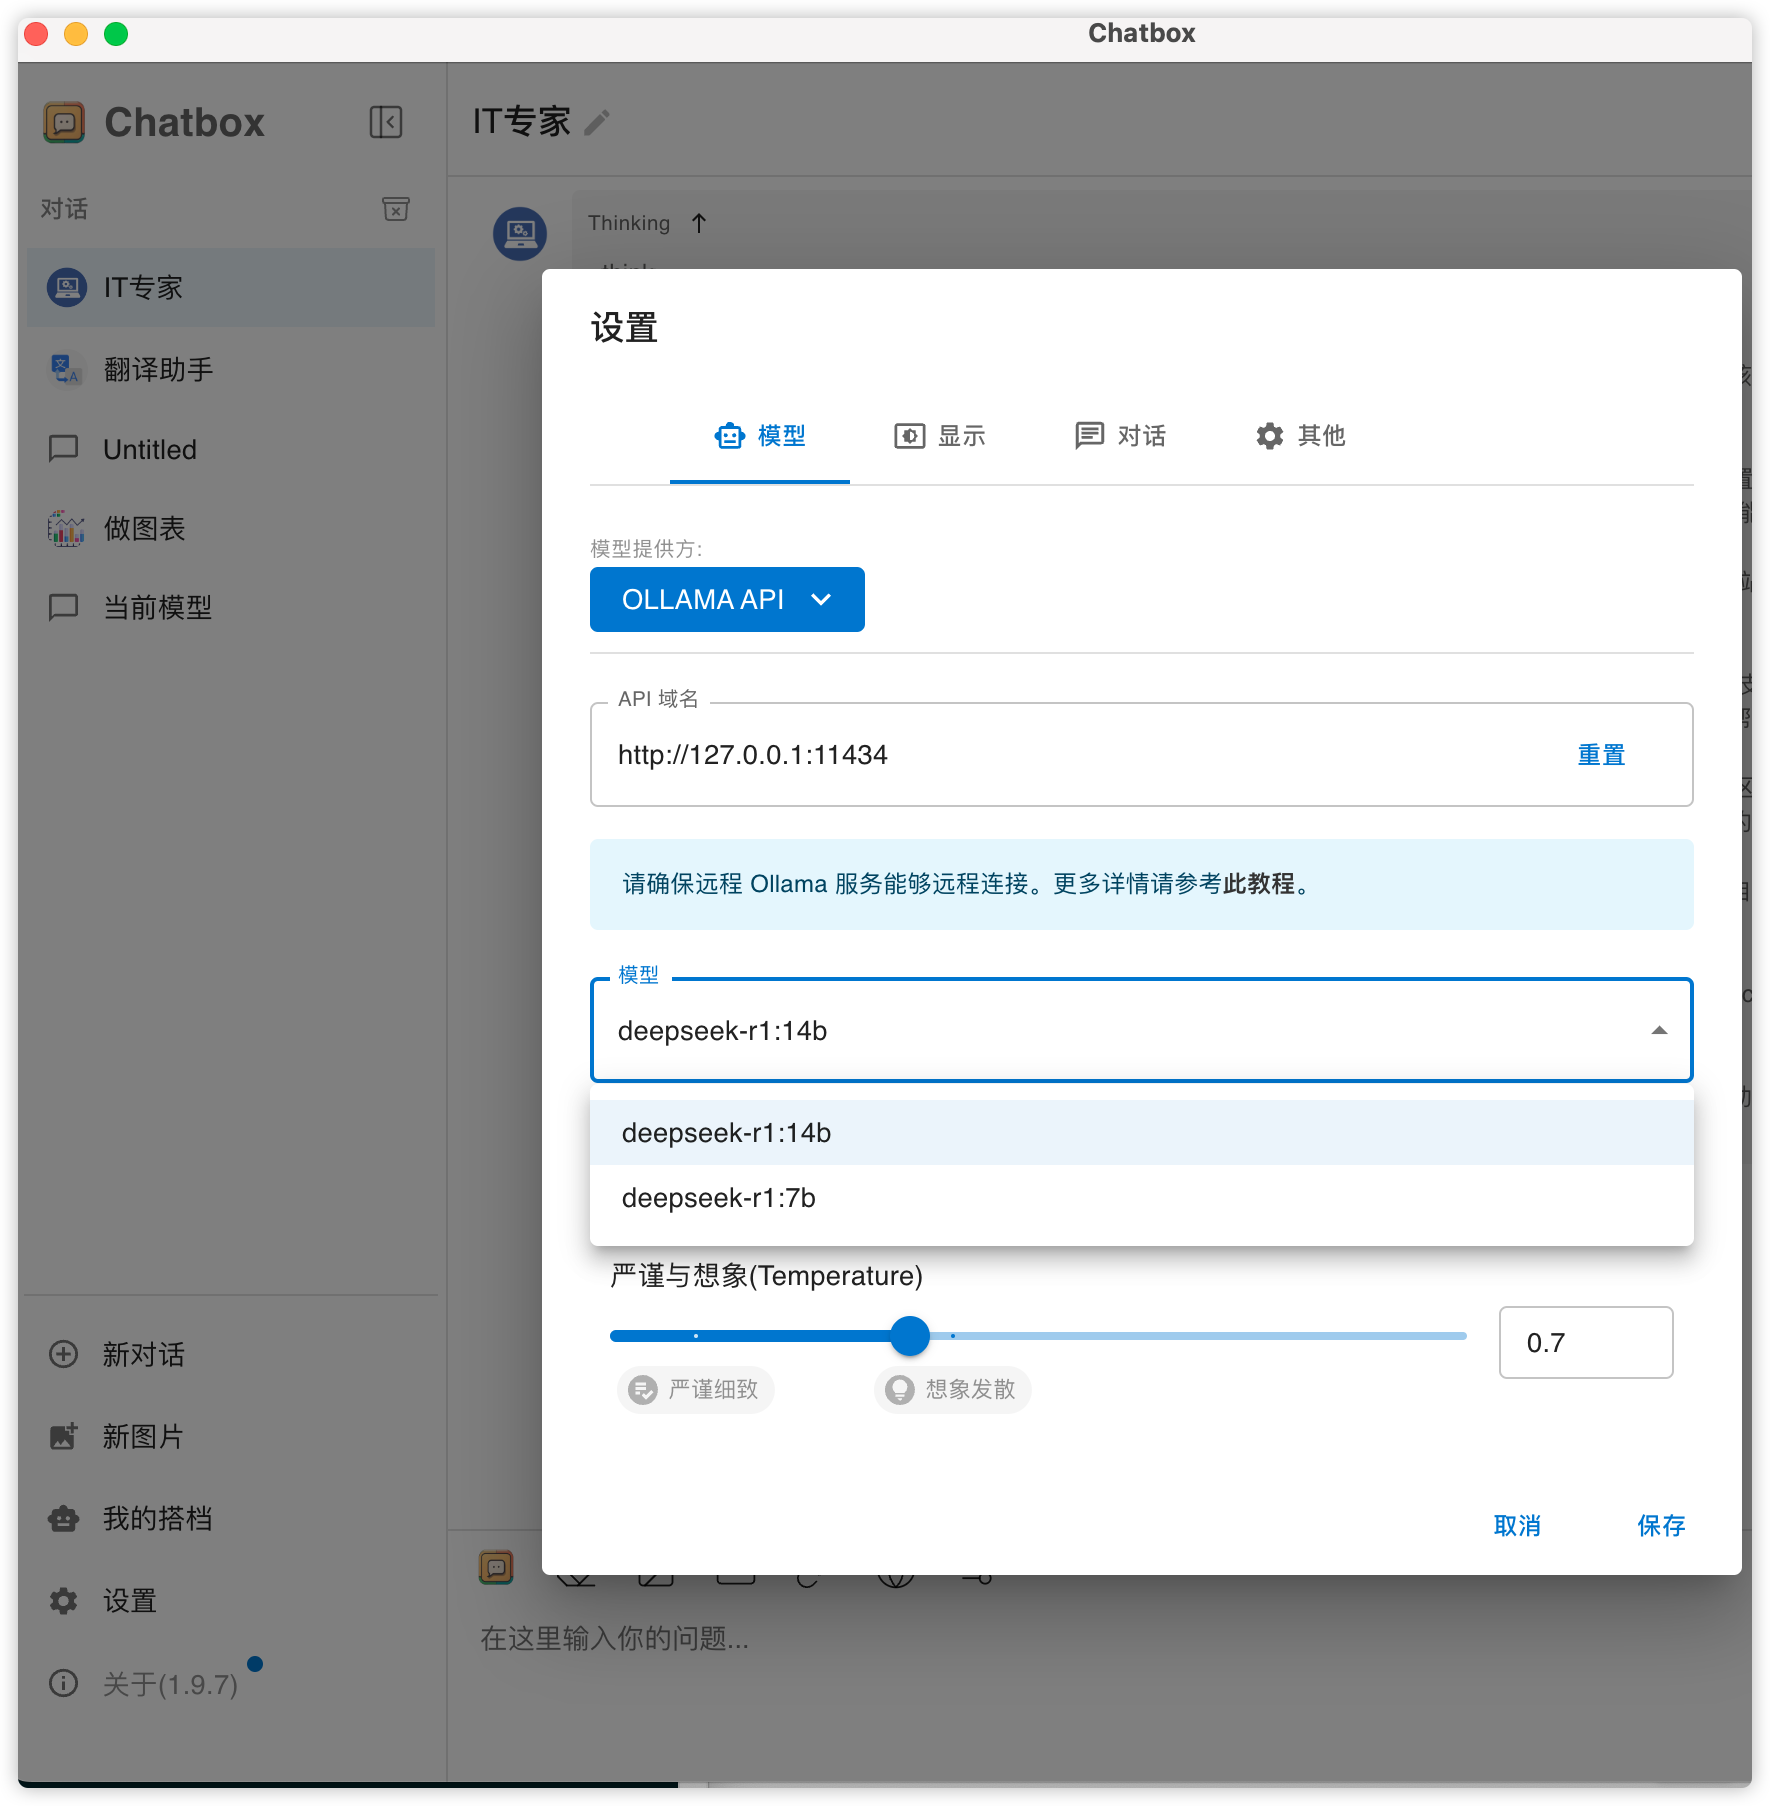 Chatbox
Chatbox
对话
IT专家
翻译助手
Untitled
做图表
当前模型
新对话
新图片
我的搭档
设置
关于(1.9.7)
IT专家
Thinking
设置
模型
显示
对话
其他
模型提供方:
OLLAMA API
API 域名
http://127.0.0.1:11434
重置
请确保远程 Ollama 服务能够远程连接。更多详情请参考此教程。
模型
deepseek-r1:14b
deepseek-r1:14b
deepseek-r1:7b
严谨与想象(Temperature)
0.7
严谨细致
想象发散
取消
保存
在这里输入你的问题...